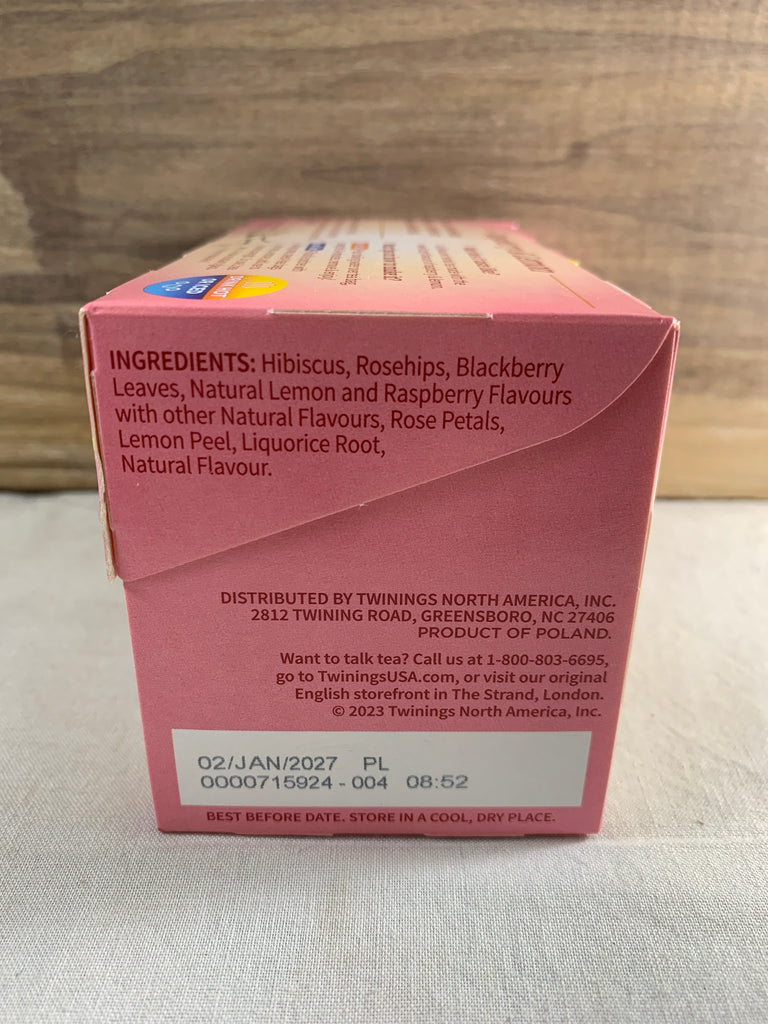 DRINK HOT
OR ICED
INGREDIENTS: Hibiscus, Rosehips, Blackberry
Leaves, Natural Lemon and Raspberry Flavours
with other Natural Flavours, Rose Petals,
Lemon Peel, Liquorice Root,
Natural Flavour.
DISTRIBUTED BY TWININGS NORTH AMERICA, INC.
2812 TWINING ROAD, GREENSBORO, NC 27406
PRODUCT OF POLAND.
Want to talk tea? Call us at 1-800-803-6695,
go to TwiningsUSA.com, or visit our original
English storefront in The Strand, London.
© 2023 Twinings North America, Inc.
02/JAN/2027 PL
0000715924-004 08:52
BEST BEFORE DATE. STORE IN A COOL, DRY PLACE.